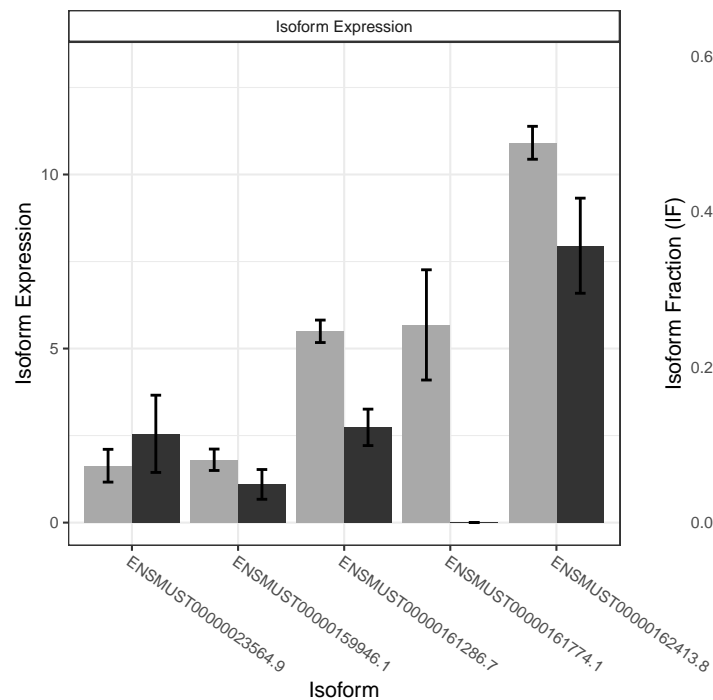 Isoform Expression
Isoform Expression
10
5
0
ENSMUST00000023564.9
ENSMUST00000159946.1
ENSMUST00000161286.7
ENSMUST00000161774.1
ENSMUST00000162413.8
Isoform
Isoform Fraction (IF)
0.6
0.4
0.2
0.0